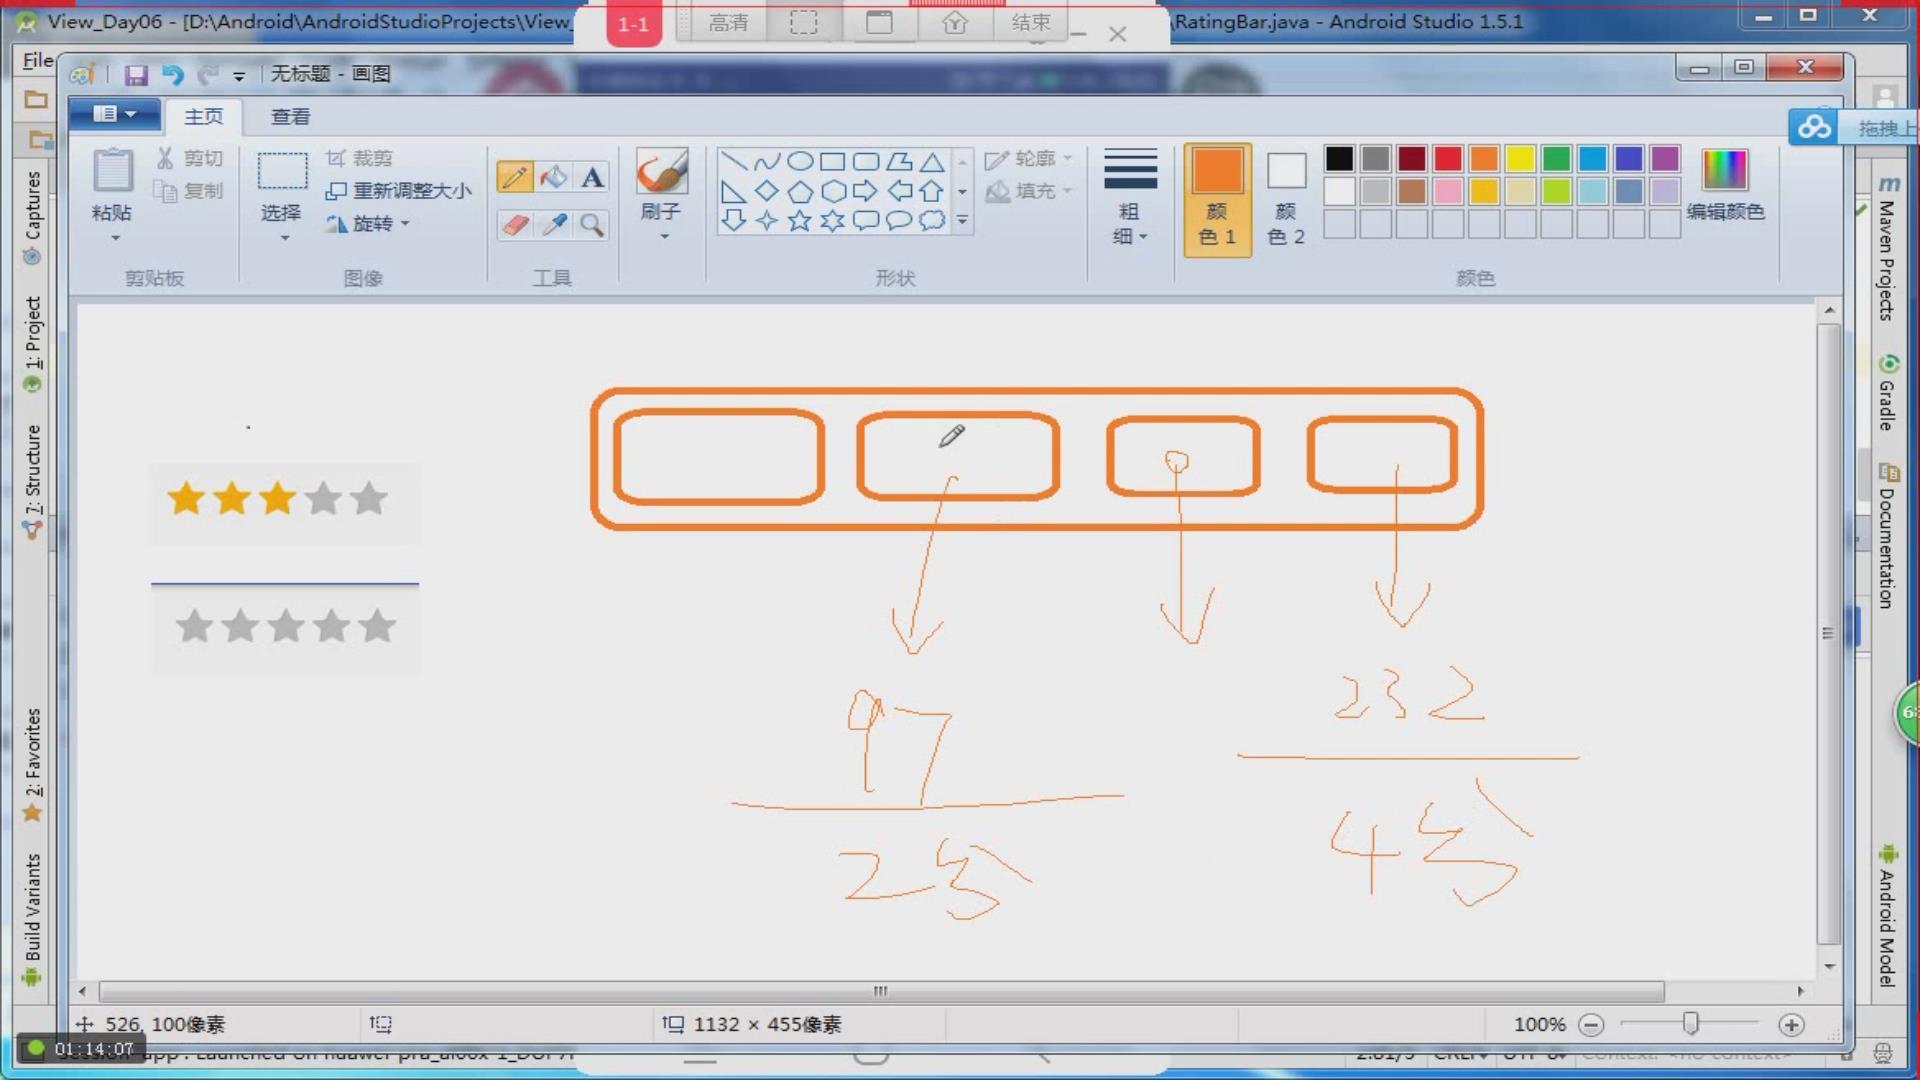 View_Day06 - [D:\Android\AndroidStudioProjects\View_
1-1
高清
结束
\RatingBar.java - Android Studio 1.5.1
File
无标题 - 画图
主页
查看
拖拽上
粘贴
剪切
复制
剪贴板
选择
裁剪
重新调整大小
旋转
图像
A
工具
刷子
轮廓
填充
形状
粗
细
颜
色 1
颜
色 2
编辑颜色
颜色
Captures
1: Project
7: Structure
2: Favorites
Build Variants
m
Maven Projects
Gradle
Documentation
Android Model
97
2分
232
4分
526, 100像素
1132 × 455像素
100%
01:14:07